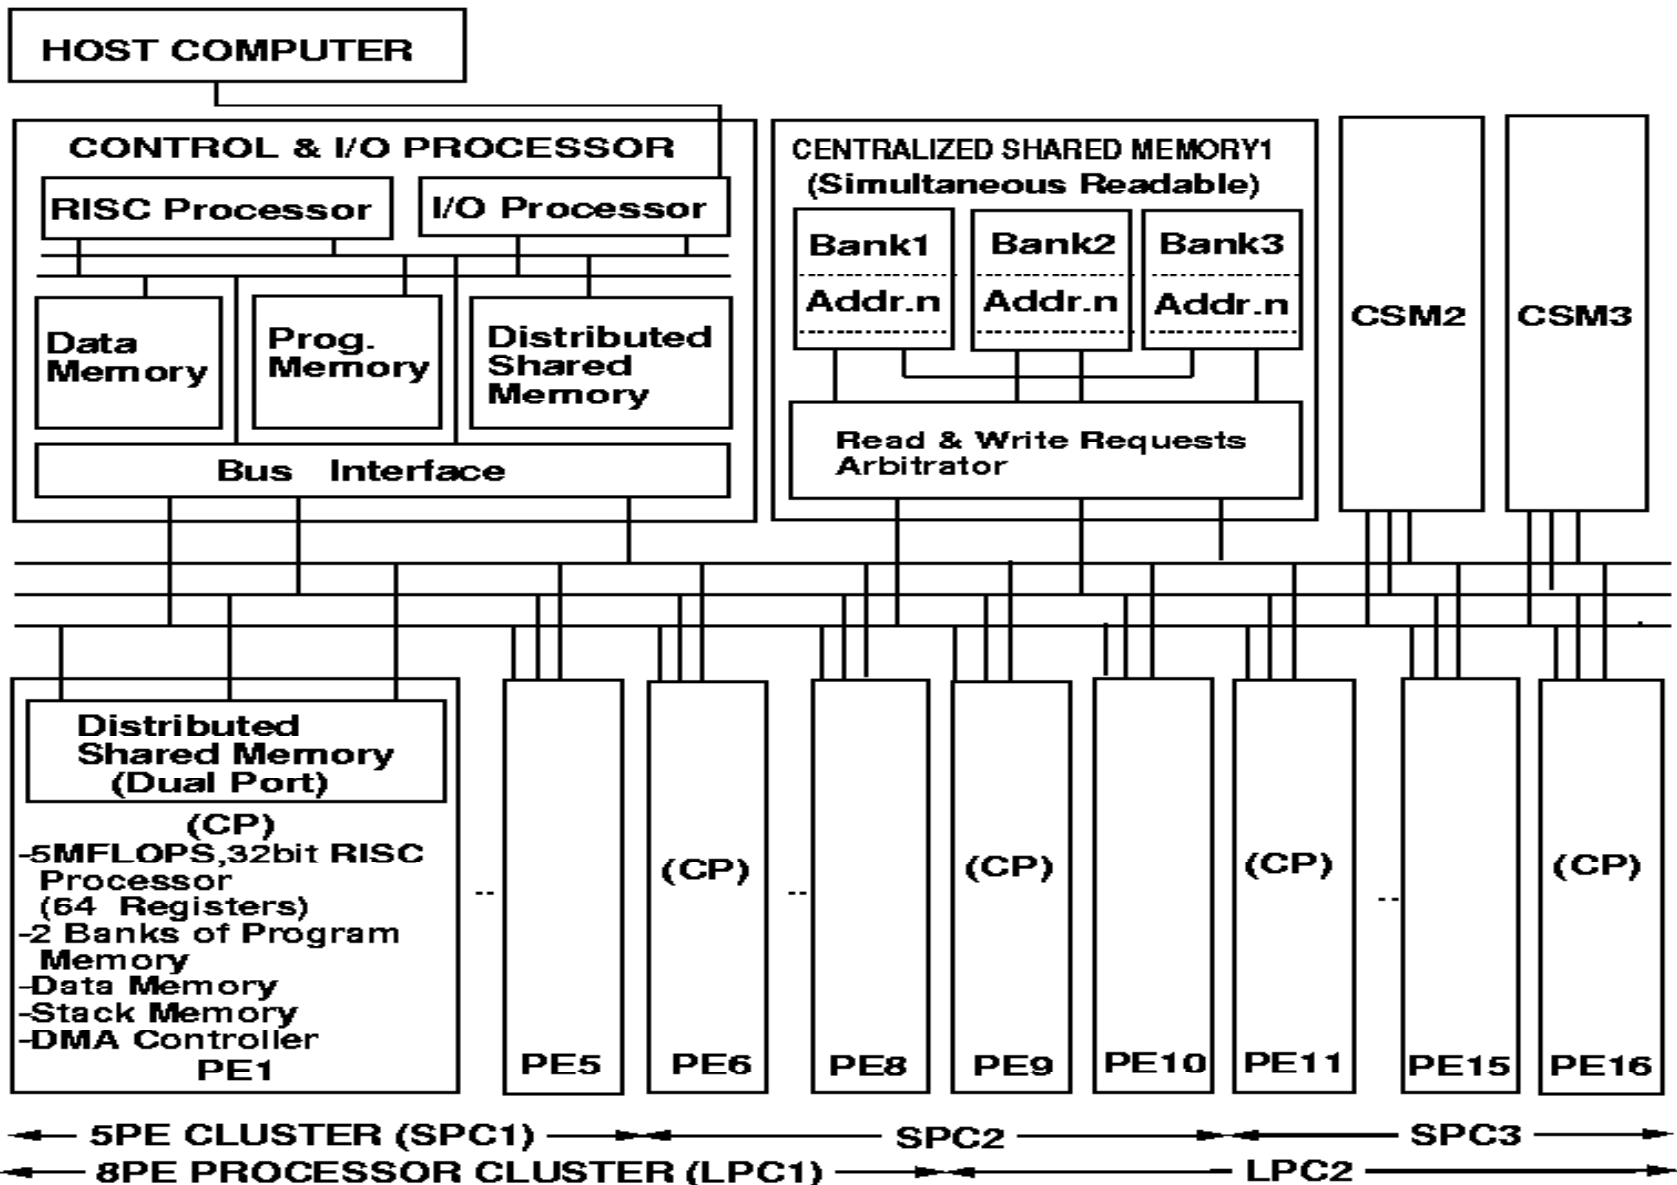 HOST COMPUTER
CONTROL & I/O PROCESSOR
RISC Processor
I/O Processor
Data
Memory
Prog.
Memory
Distributed
Shared
Memory
Bus Interface
CENTRALIZED SHARED MEMORY1
(Simultaneous Readable)
Bank1
Addr.n
Bank2
Addr.n
Bank3
Addr.n
Read & Write Requests
Arbitrator
CSM2
CSM3
Distributed
Shared Memory
(Dual Port)
(CP)
-5MFLOPS,32bit RISC
Processor
(64 Registers)
-2 Banks of Program
Memory
-Data Memory
-Stack Memory
-DMA Controller
PE1
..
PE5
(CP)
PE6
..
PE8
(CP)
PE9
PE10
(CP)
PE11
..
PE15
(CP)
PE16
5PE CLUSTER (SPC1)
SPC2
SPC3
8PE PROCESSOR CLUSTER (LPC1)
LPC2